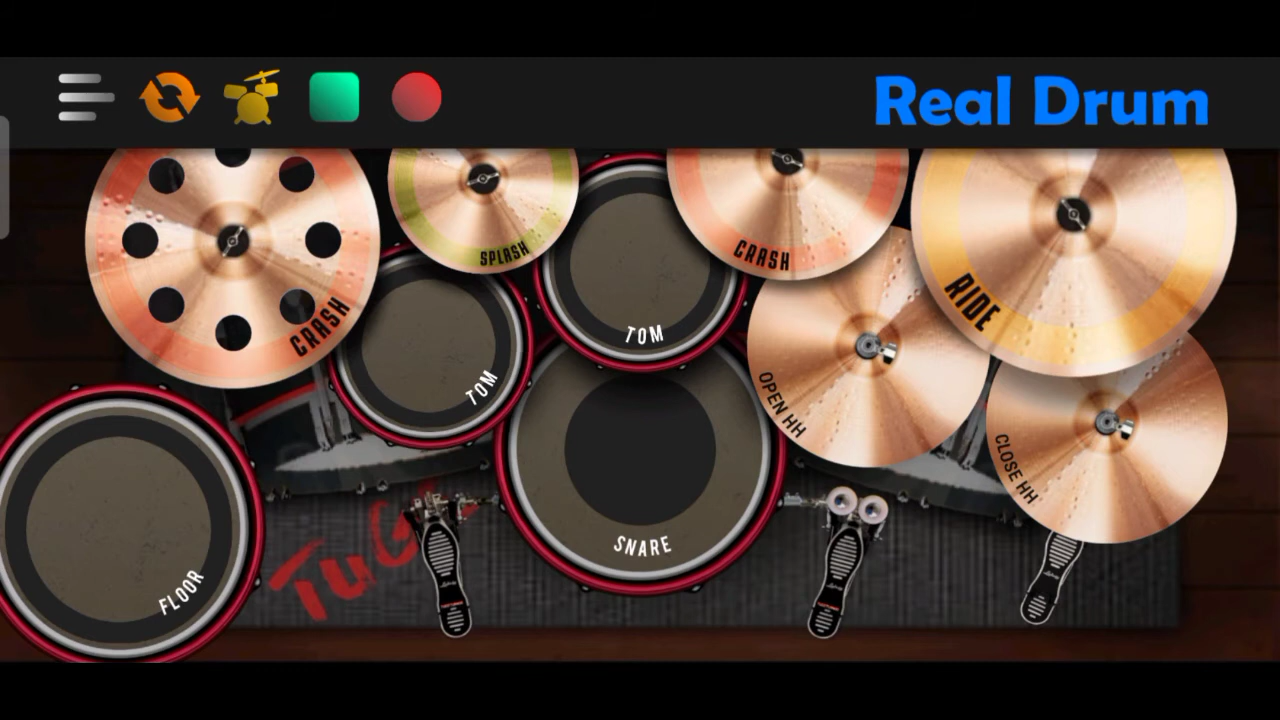 Real Drum
CRASH
SPLASH
TOM
CRASH
RIDE
TOM
OPEN HH
CLOSE HH
SNARE
FLOOR